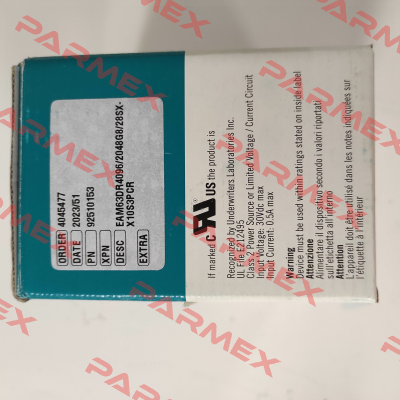 ORDER 4045477
DATE 2023/51
PN 92510153
XPN
DESC EAM63DR4096/2048G8/28SX-
X10S3PCR
EXTRA
If marked C RU US the product is
Recognized by Underwriters Laboratories Inc.
UL File E212495
Class 2 Power Source or Limited Voltage / Current Circuit
Input Voltage: 30Vdc max
Input Current: 0.5A max
Warning
Device must be used within ratings stated on inside label
Attenzione
Alimentare il dispositivo secondo i valori riportati
sull'etichetta all'interno
Attention
L'appareil doit être utilisé dans les notes indiquées sur
PARMEX
PARMEX
PARMEX
PARMEX
PARMEX